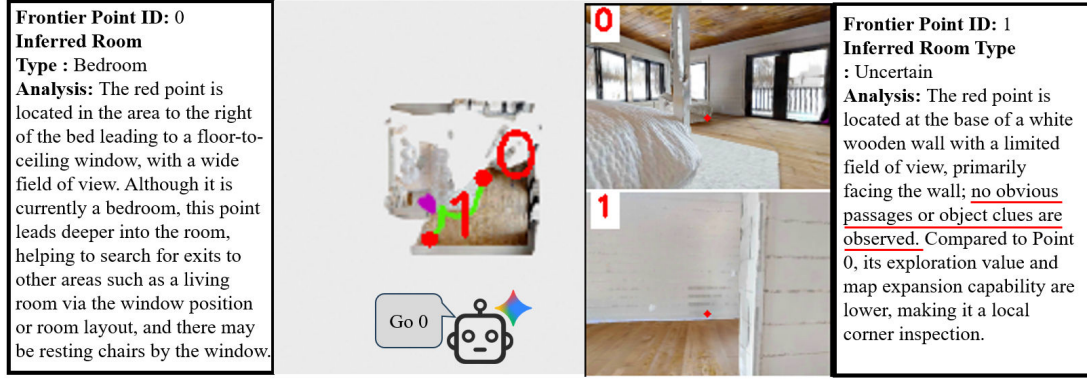 Frontier Point ID: 0
Inferred Room
Type : Bedroom
Analysis: The red point is
located in the area to the right
of the bed leading to a floor-to-
ceiling window, with a wide
field of view. Although it is
currently a bedroom, this point
leads deeper into the room,
helping to search for exits to
other areas such as a living
room via the window position
or room layout, and there may
be resting chairs by the window.
0
1
Go 0
0
1
Frontier Point ID: 1
Inferred Room Type
: Uncertain
Analysis: The red point is
located at the base of a white
wooden wall with a limited
field of view, primarily
facing the wall; no obvious
passages or object clues are
observed. Compared to Point
0, its exploration value and
map expansion capability are
lower, making it a local
corner inspection.